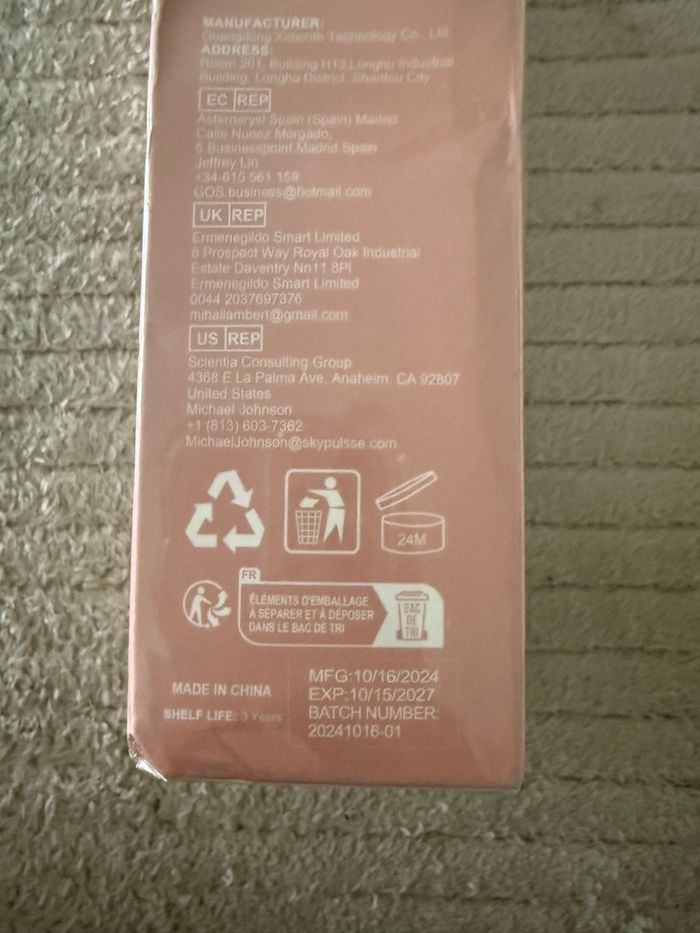 MANUFACTURER:
Guangdong Ximonth Technology Co., Ltd.
ADDRESS:
Room 201, Building H13,Longhu Industrial
Building, Longhu District, Shantou City
EC REP
Spain (Spain) Madrid
Calle Nunez Morgado,
5.Businesspoint Madrid Spain
Jeffrey Lin
+34-615 561 159
GOS.business@hotmail.com
UK REP
Ermenegildo Smart Limited
6 Prospect Way Royal Oak Industrial
Estate Daventry Nn11 8Pl
Ermenegildo Smart Limited
0044 2037697376
mihailambert@gmail.com
US REP
Scientia Consulting Group
4368 E La Palma Ave, Anaheim, CA 92807
United States
Michael Johnson
+1 (813) 603-7362
MichaelJohnson@skypulsse.com
24M
FR
ÉLÉMENTS D'EMBALLAGE
À SÉPARER ET À DÉPOSER
DANS LE BAC DE TRI
BAC
DE
TRI
MADE IN CHINA
SHELF LIFE: 3 Years
MFG:10/16/2024
EXP:10/15/2027
BATCH NUMBER:
20241016-01